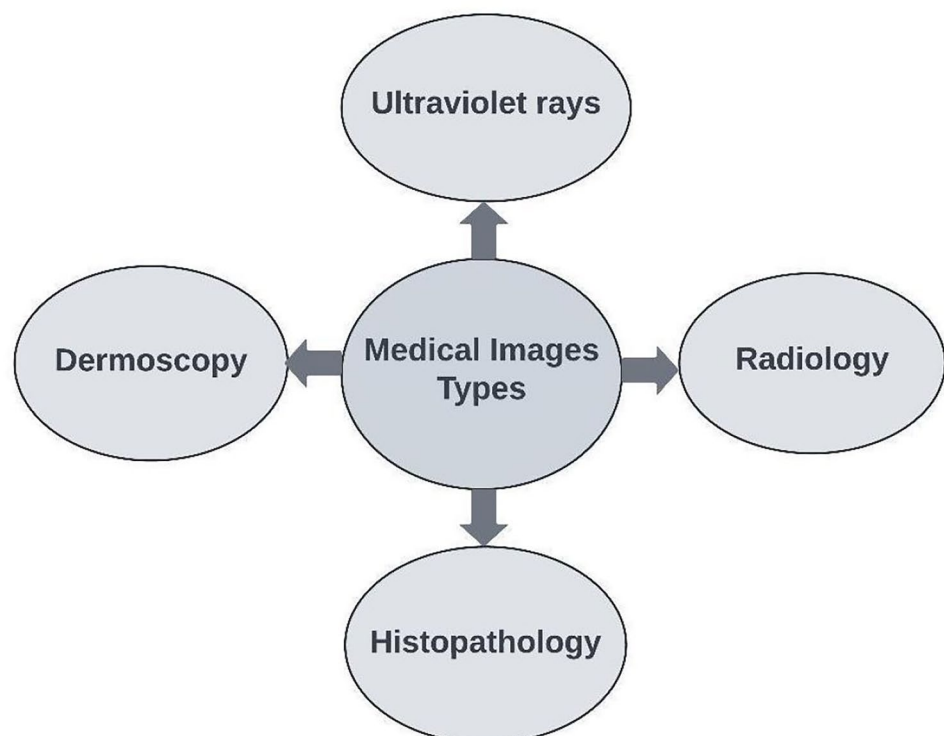 Ultraviolet rays
Dermoscopy
Medical Images
Types
Radiology
Histopathology